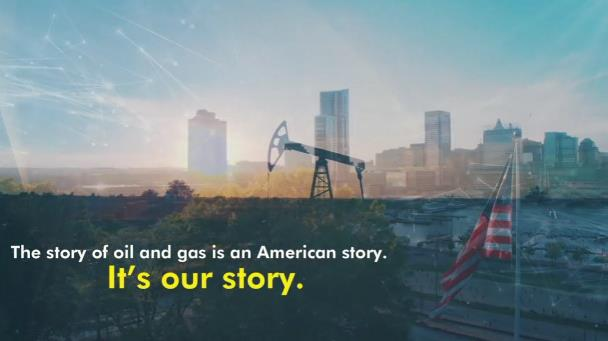 The story of oil and gas is an American story.
It's our story.